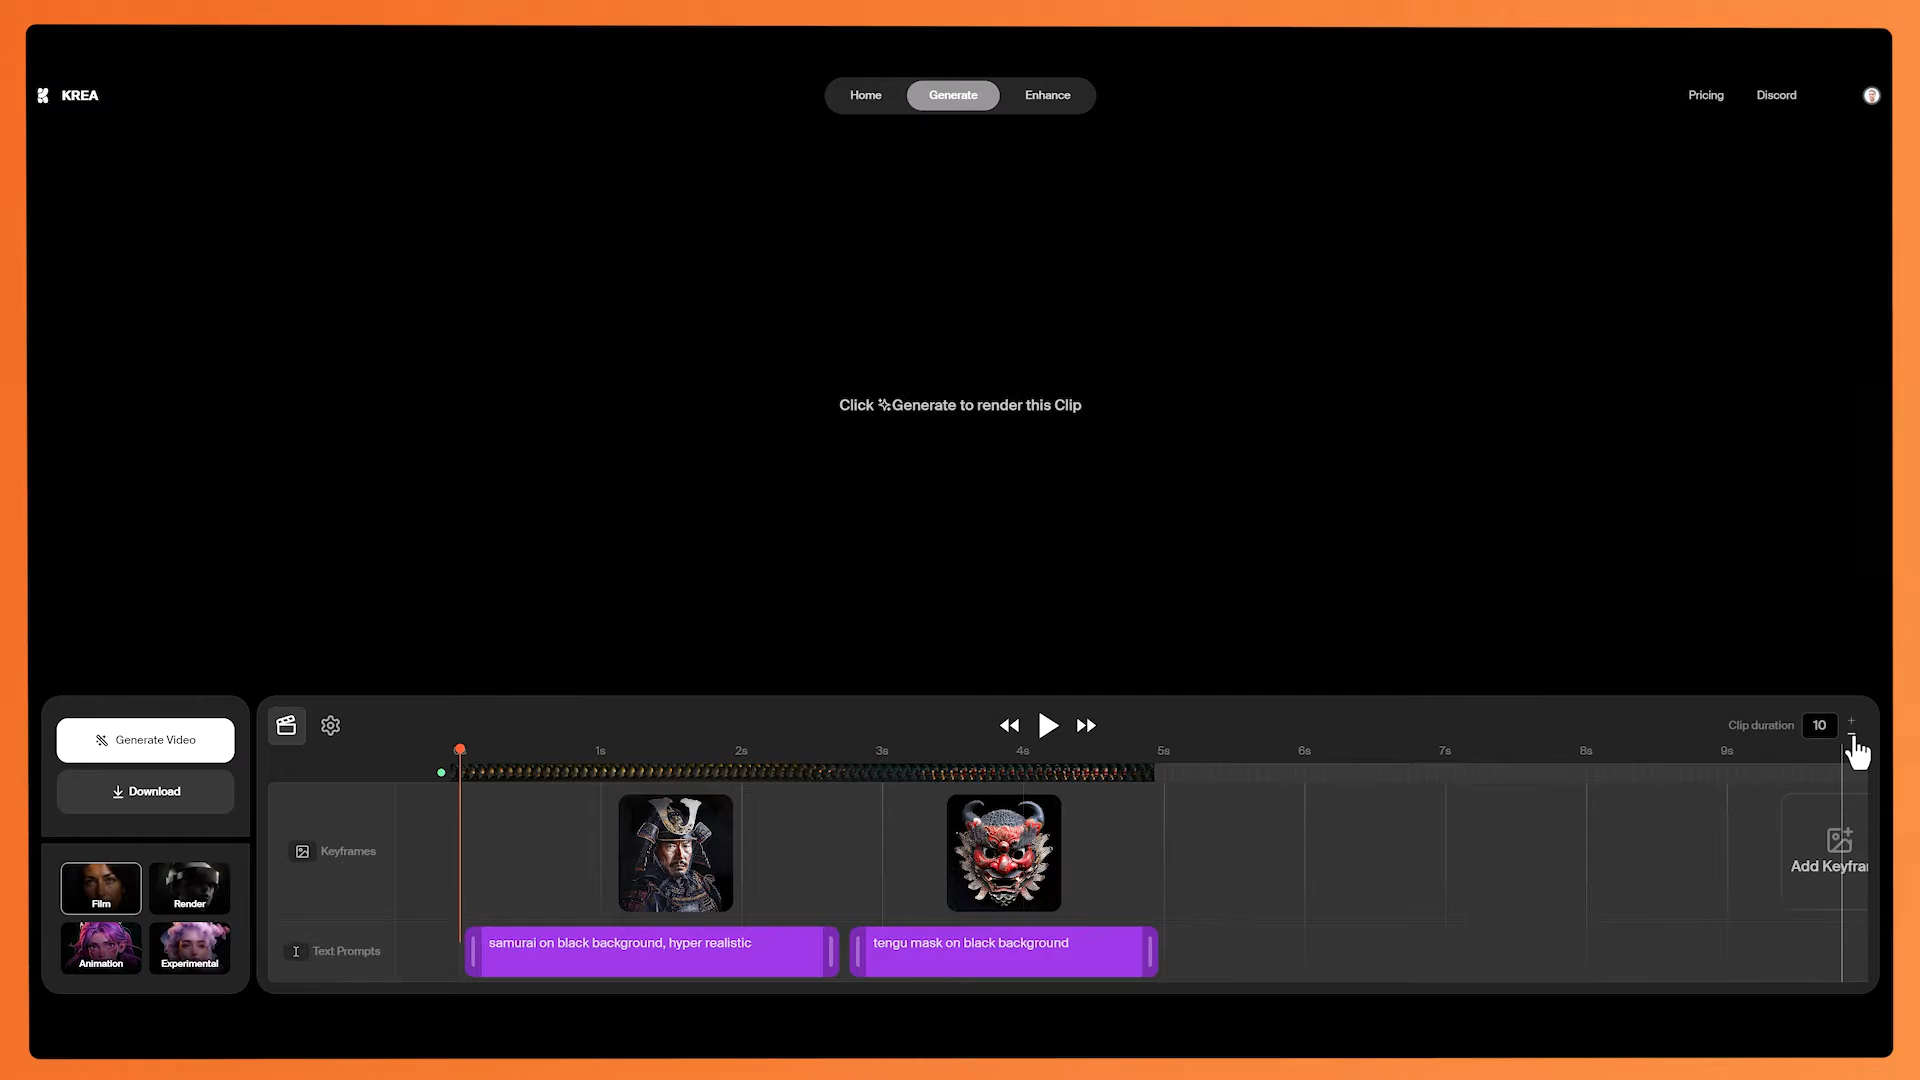 KREA
Home
Generate
Enhance
Pricing
Discord
Click Generate to render this Clip
Generate Video
Download
Film
Render
Animation
Experimental
Clip duration
10
1s
2s
3s
4s
5s
6s
7s
8s
9s
Keyframes
Add Keyfra
Text Prompts
samurai on black background, hyper realistic
tengu mask on black background